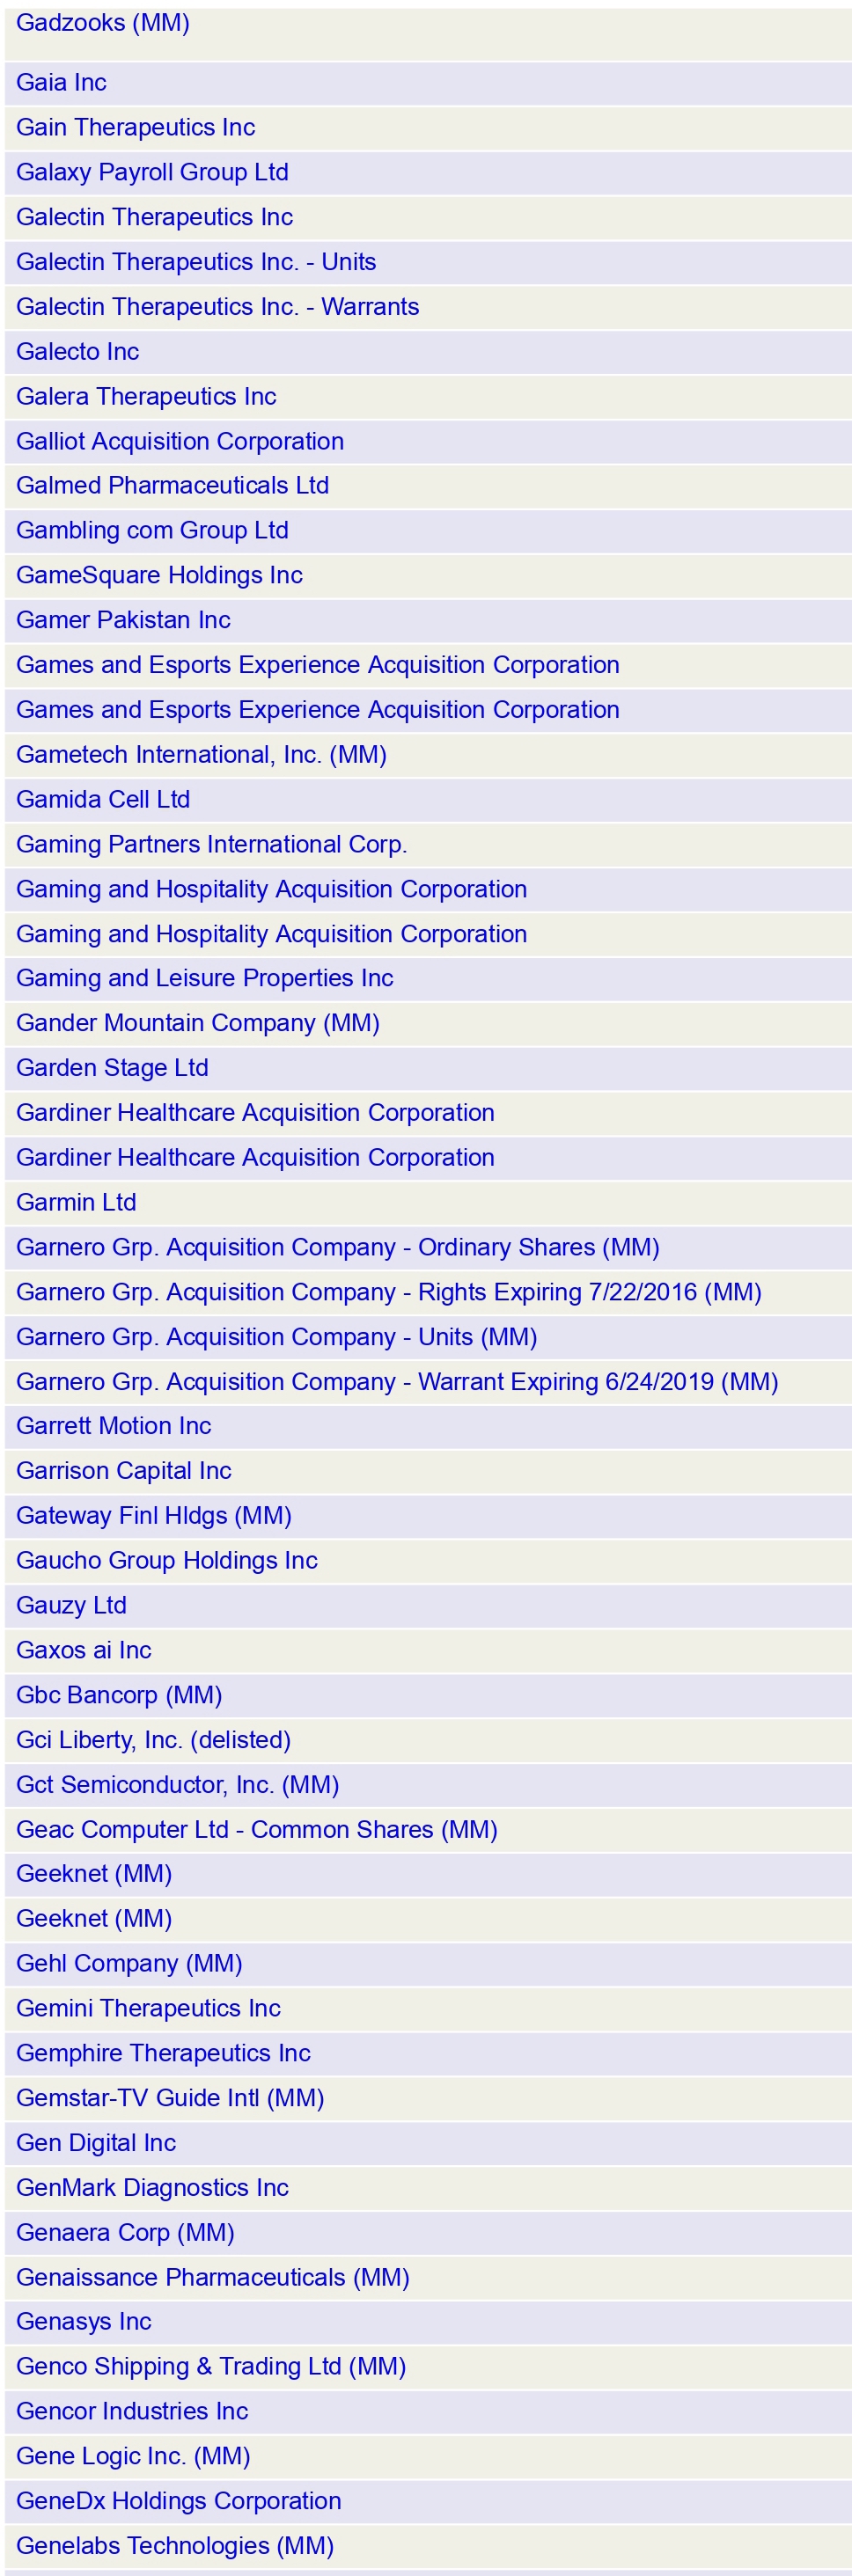 Gadzooks (MM)
Gaia Inc
Gain Therapeutics Inc
Galaxy Payroll Group Ltd
Galectin Therapeutics Inc
Galectin Therapeutics Inc. - Units
Galectin Therapeutics Inc. - Warrants
Galecto Inc
Galera Therapeutics Inc
Galliot Acquisition Corporation
Galmed Pharmaceuticals Ltd
Gambling com Group Ltd
GameSquare Holdings Inc
Gamer Pakistan Inc
Games and Esports Experience Acquisition Corporation
Games and Esports Experience Acquisition Corporation
Gametech International, Inc. (MM)
Gamida Cell Ltd
Gaming Partners International Corp.
Gaming and Hospitality Acquisition Corporation
Gaming and Hospitality Acquisition Corporation
Gaming and Leisure Properties Inc
Gander Mountain Company (MM)
Garden Stage Ltd
Gardiner Healthcare Acquisition Corporation
Gardiner Healthcare Acquisition Corporation
Garmin Ltd
Garnero Grp. Acquisition Company - Ordinary Shares (MM)
Garnero Grp. Acquisition Company - Rights Expiring 7/22/2016 (MM)
Garnero Grp. Acquisition Company - Units (MM)
Garnero Grp. Acquisition Company - Warrant Expiring 6/24/2019 (MM)
Garrett Motion Inc
Garrison Capital Inc
Gateway Finl Hldgs (MM)
Gaucho Group Holdings Inc
Gauzy Ltd
Gaxos ai Inc
Gbc Bancorp (MM)
Gci Liberty, Inc. (delisted)
Gct Semiconductor, Inc. (MM)
Geac Computer Ltd - Common Shares (MM)
Geeknet (MM)
Geeknet (MM)
Gehl Company (MM)
Gemini Therapeutics Inc
Gemphire Therapeutics Inc
Gemstar-TV Guide Intl (MM)
Gen Digital Inc
GenMark Diagnostics Inc
Genaera Corp (MM)
Genaissance Pharmaceuticals (MM)
Genasys Inc
Genco Shipping & Trading Ltd (MM)
Gencor Industries Inc
Gene Logic Inc. (MM)
GeneDx Holdings Corporation
Genelabs Technologies (MM)